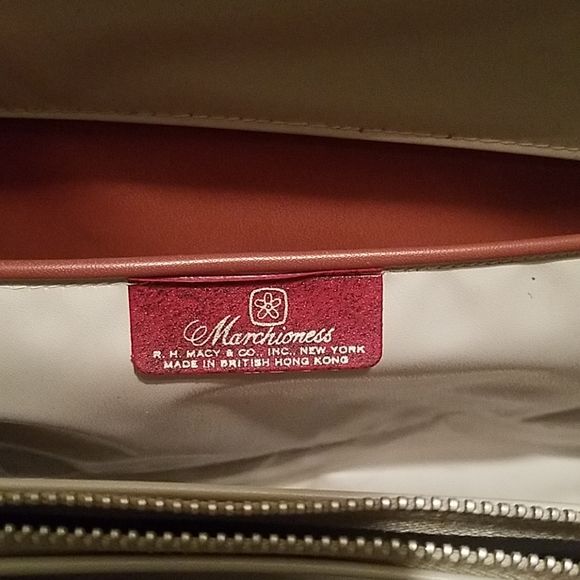 Marchioness
R. H. MACY & CO., INC., NEW YORK
MADE IN BRITISH HONG KONG